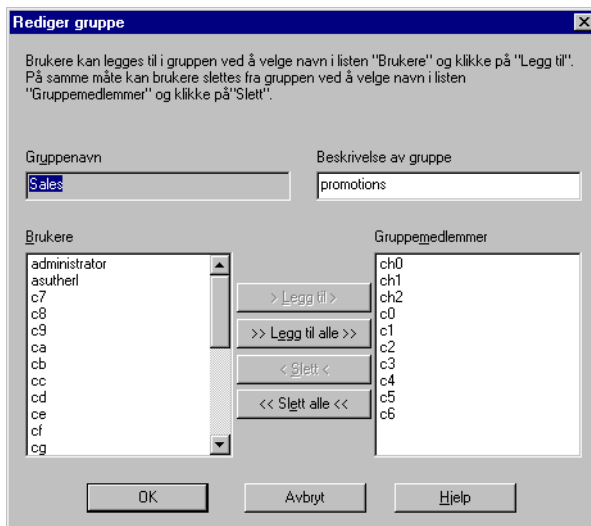 Rediger gruppe
Brukere kan legges til i gruppen ved å velge navn i listen "Brukere" og klikke på "Legg til".
På samme måte kan brukere slettes fra gruppen ved å velge navn i listen
"Gruppemedlemmer" og klikke på"Slett".
Gruppenavn
Beskrivelse av gruppe
Sales
promotions
Brukere
Gruppemedlemmer
administrator
asutherl
c7
c8
c9
ca
cb
cc
cd
ce
cf
cg
> Legg til >
>> Legg til alle >>
< Slett <
<< Slett alle <<
ch0
ch1
ch2
c0
c1
c2
c3
c4
c5
c6
OK
Avbryt
Hjelp